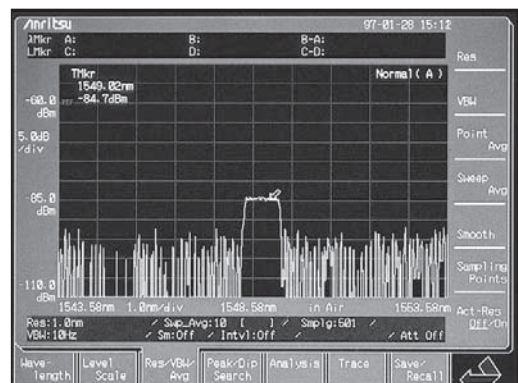 Anritsu 97-01-28 15:12
λMkr A: B: B-A:
LMkr C: D: C-D:
TMkr Normal ( A )
1549.02nm
-84.7dBm
-60.0
dBm
5.0dB
/div
-85.0
dBm
-110.0
dBm
1543.58nm 1.0nm/div 1548.58nm in Air 1553.58nm
Res:1.0nm / Swp_Avg:10 [ ] / Smplg:501 /
VBW:10Hz / Sm:Off / Intvl:Off / / Att Off
Res
VBW
Point
Avg
Sweep
Avg
Smooth
Sampling
Points
Act-Res
Off/On
Wave-
length
Level
Scale
Res/VBW/
Avg
Peak/Dip
Search
Analysis
Trace
Save/
Recall